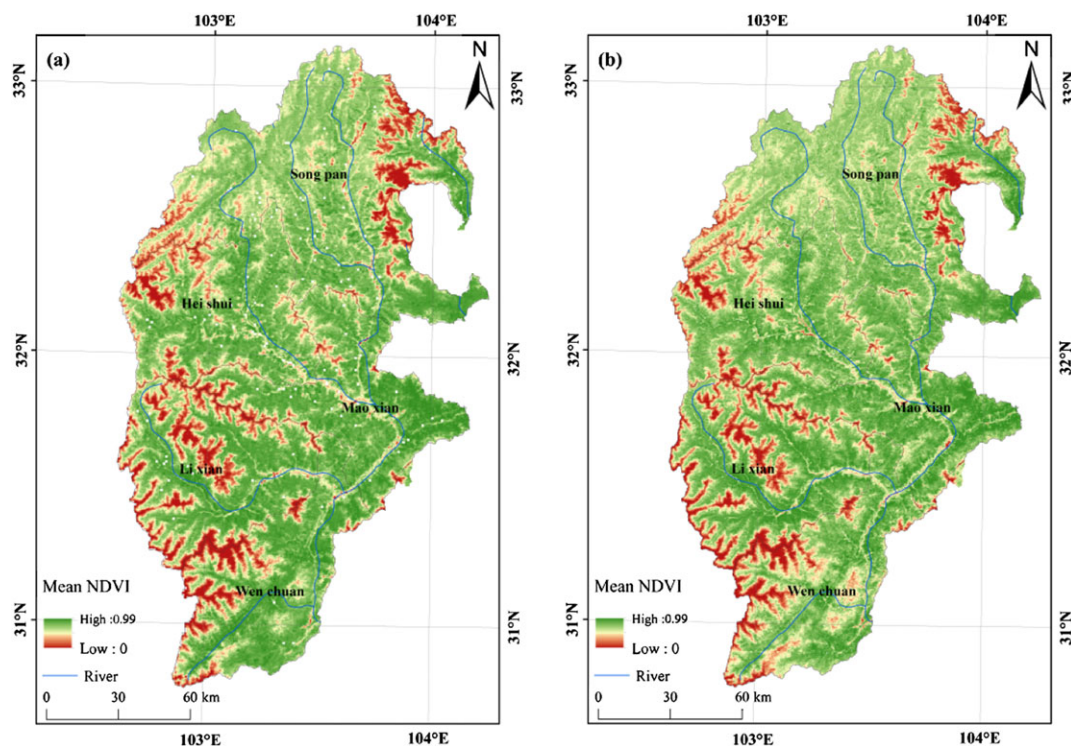 103°E 104°E
(a) N
33°N 33°N
Song pan
Hei shui
32°N 32°N
Mao xian
Li xian
Mean NDVI
High :0.99
Low : 0
River
Wen chuan
31°N 31°N
0 30 60 km
103°E 104°E
103°E 104°E
(b) N
33°N 33°N
Song pan
Hei shui
32°N 32°N
Mao xian
Li xian
Mean NDVI
High :0.99
Low : 0
River
Wen chuan
31°N 31°N
0 30 60 km
103°E 104°E